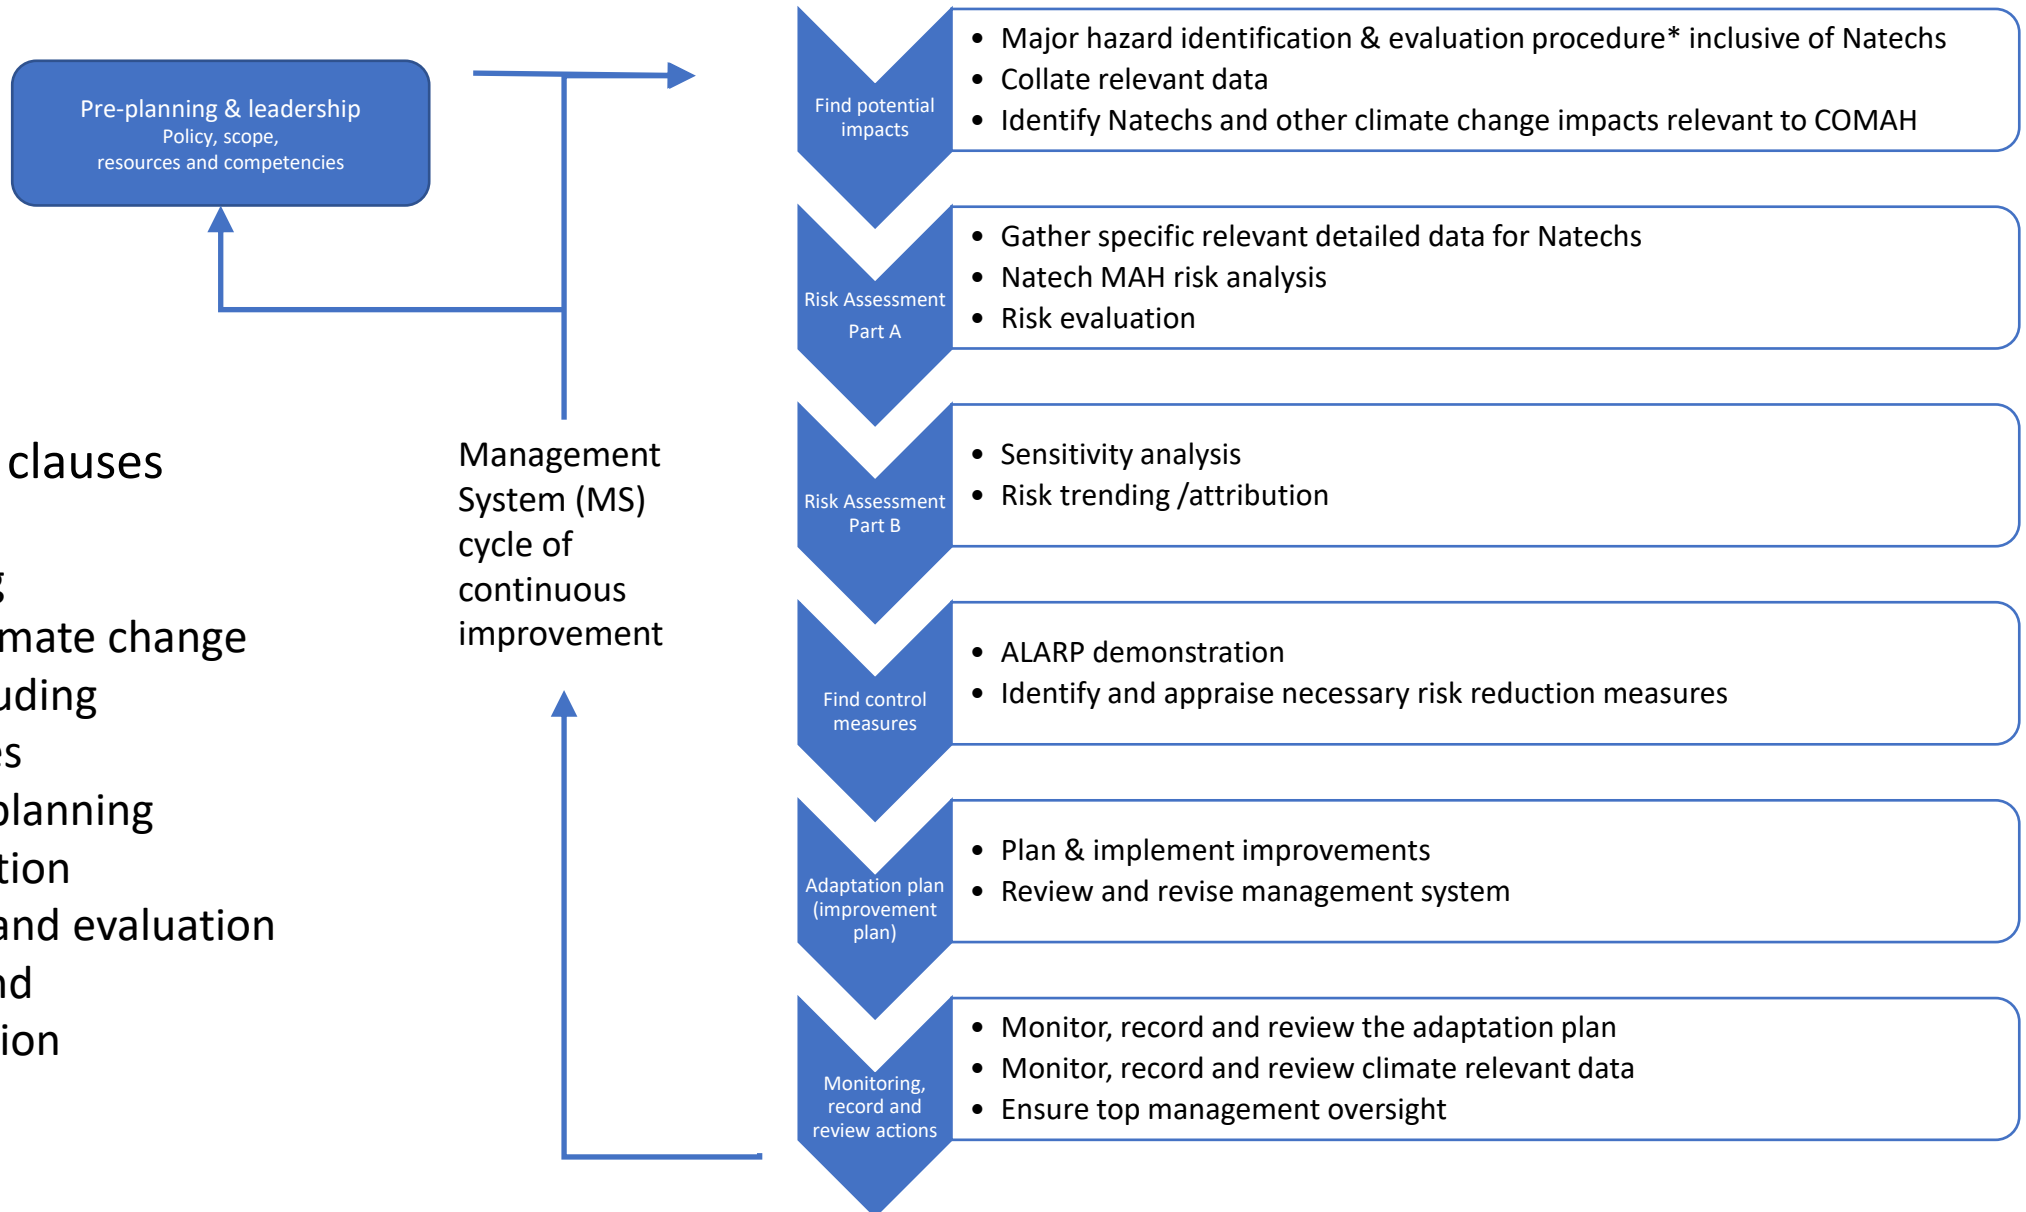 Pre-planning & leadership
Policy, scope,
resources and competencies
clauses
mate change
uding
es
planning
tion
and evaluation
nd
ion
Management
System (MS)
cycle of
continuous
improvement
Find potential
impacts
• Major hazard identification & evaluation procedure* inclusive of Natechs
• Collate relevant data
• Identify Natechs and other climate change impacts relevant to COMAH
Risk Assessment
Part A
• Gather specific relevant detailed data for Natechs
• Natech MAH risk analysis
• Risk evaluation
Risk Assessment
Part B
• Sensitivity analysis
• Risk trending /attribution
Find control
measures
• ALARP demonstration
• Identify and appraise necessary risk reduction measures
Adaptation plan
(improvement
plan)
• Plan & implement improvements
• Review and revise management system
Monitoring,
record and
review actions
• Monitor, record and review the adaptation plan
• Monitor, record and review climate relevant data
• Ensure top management oversight